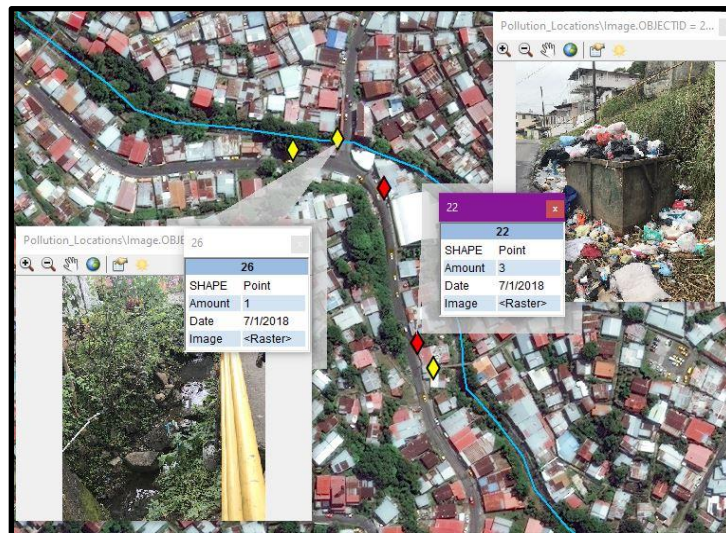 Pollution_Locations\Image.OBJECTID = 2...
22
x
22
SHAPE Point
Amount 3
Date 7/1/2018
Image <Raster>
Pollution_Locations\Image.OBJE
26
x
26
SHAPE Point
Amount 1
Date 7/1/2018
Image <Raster>